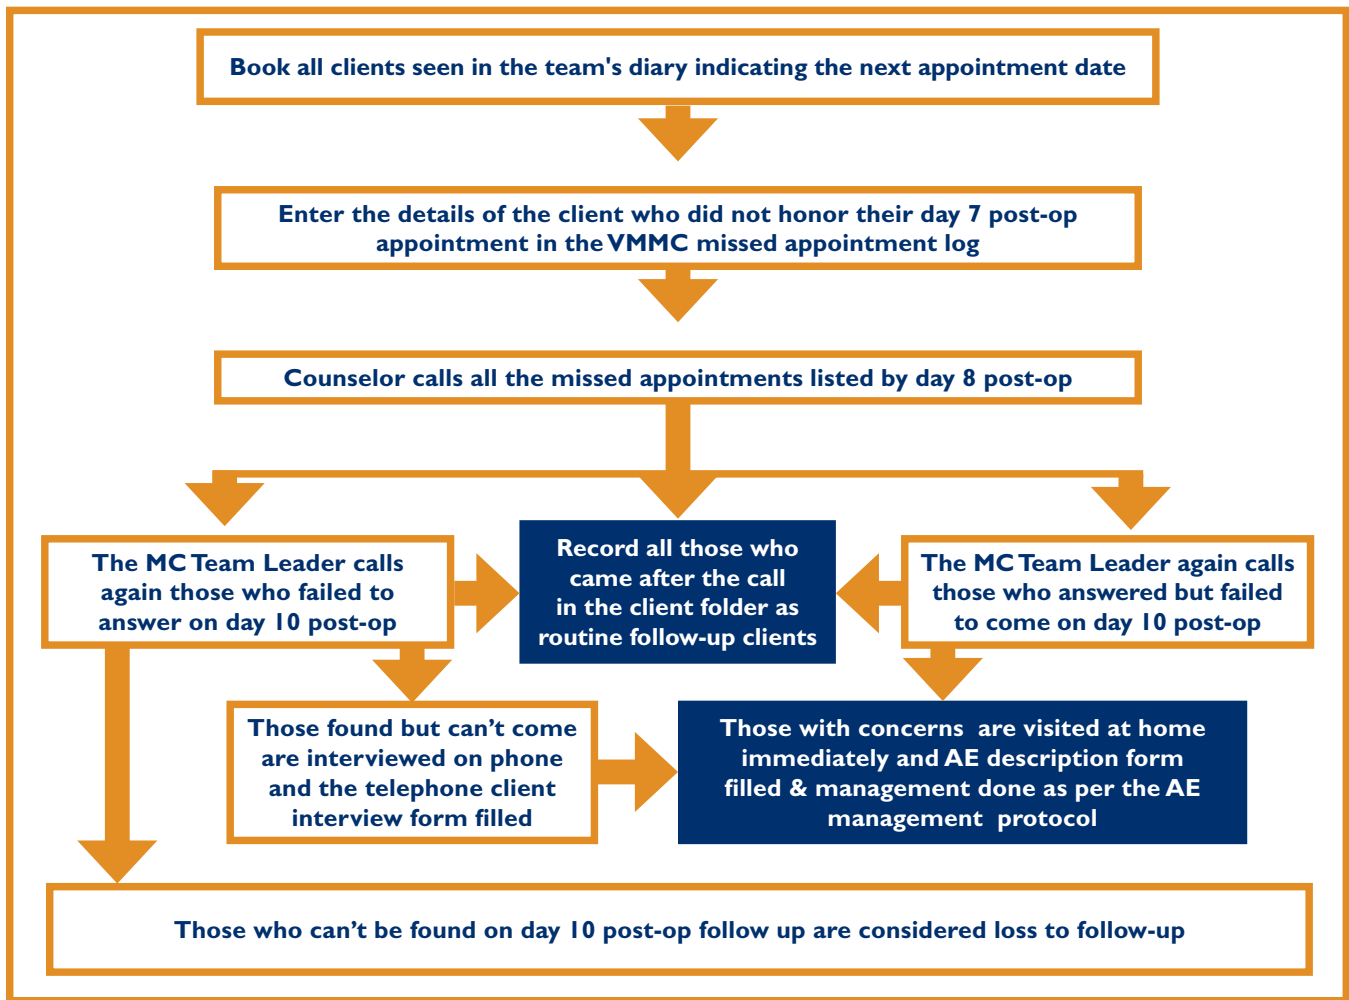 Book all clients seen in the team's diary indicating the next appointment date
Enter the details of the client who did not honor their day 7 post-op
appointment in the VMMC missed appointment log
Counselor calls all the missed appointments listed by day 8 post-op
The MC Team Leader calls
again those who failed to
answer on day 10 post-op
Record all those who
came after the call
in the client folder as
routine follow-up clients
The MC Team Leader again calls
those who answered but failed
to come on day 10 post-op
Those found but can’t come
are interviewed on phone
and the telephone client
interview form filled
Those with concerns are visited at home
immediately and AE description form
filled & management done as per the AE
management protocol
Those who can’t be found on day 10 post-op follow up are considered loss to follow-up